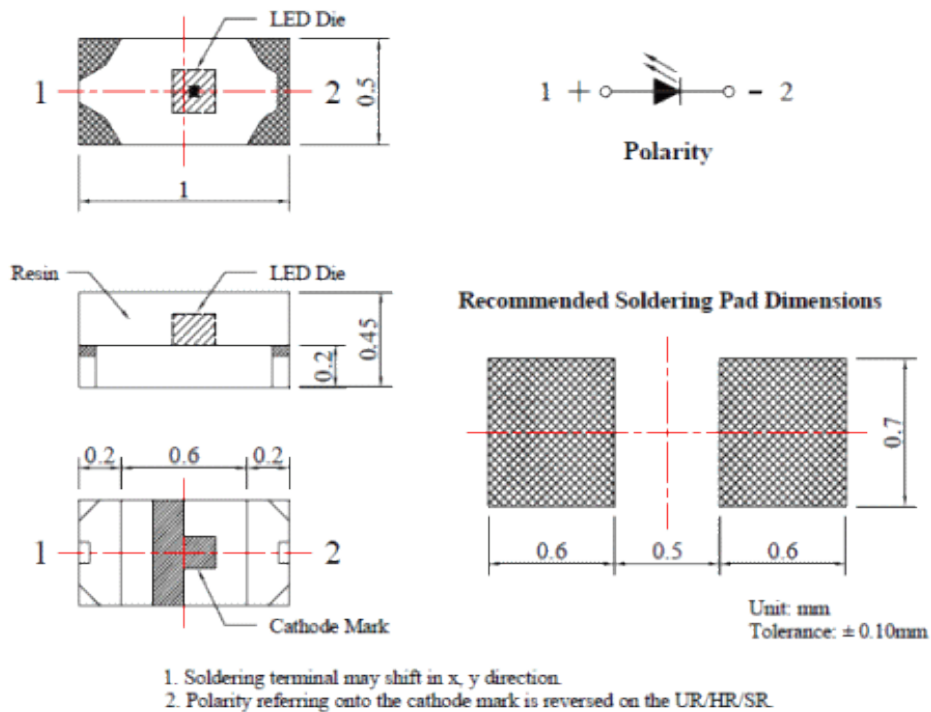 LED Die
1
2
0.5
1
1 + - 2
Polarity
Resin
LED Die
0.2
0.45
Recommended Soldering Pad Dimensions
0.7
0.6 0.5 0.6
0.2 0.6 0.2
1
2
Cathode Mark
Unit: mm
Tolerance: ± 0.10mm
1. Soldering terminal may shift in x, y direction.
2. Polarity referring onto the cathode mark is reversed on the UR/HR/SR.